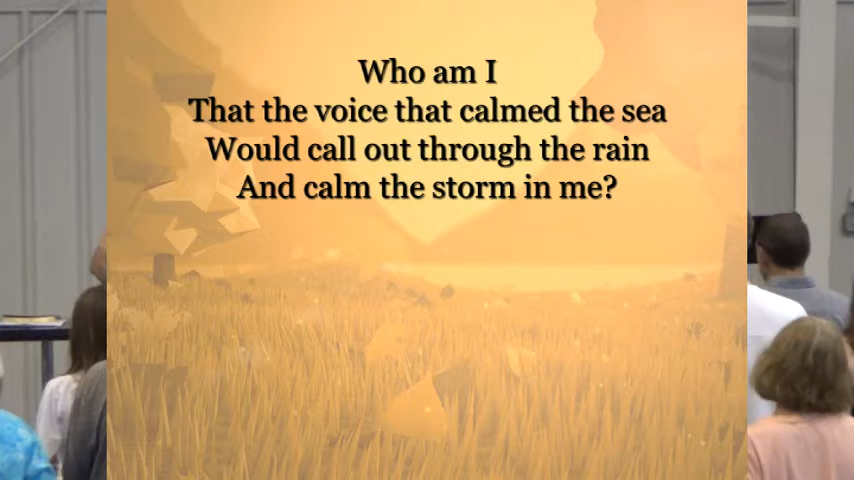 Who am I
That the voice that calmed the sea
Would call out through the rain
And calm the storm in me?